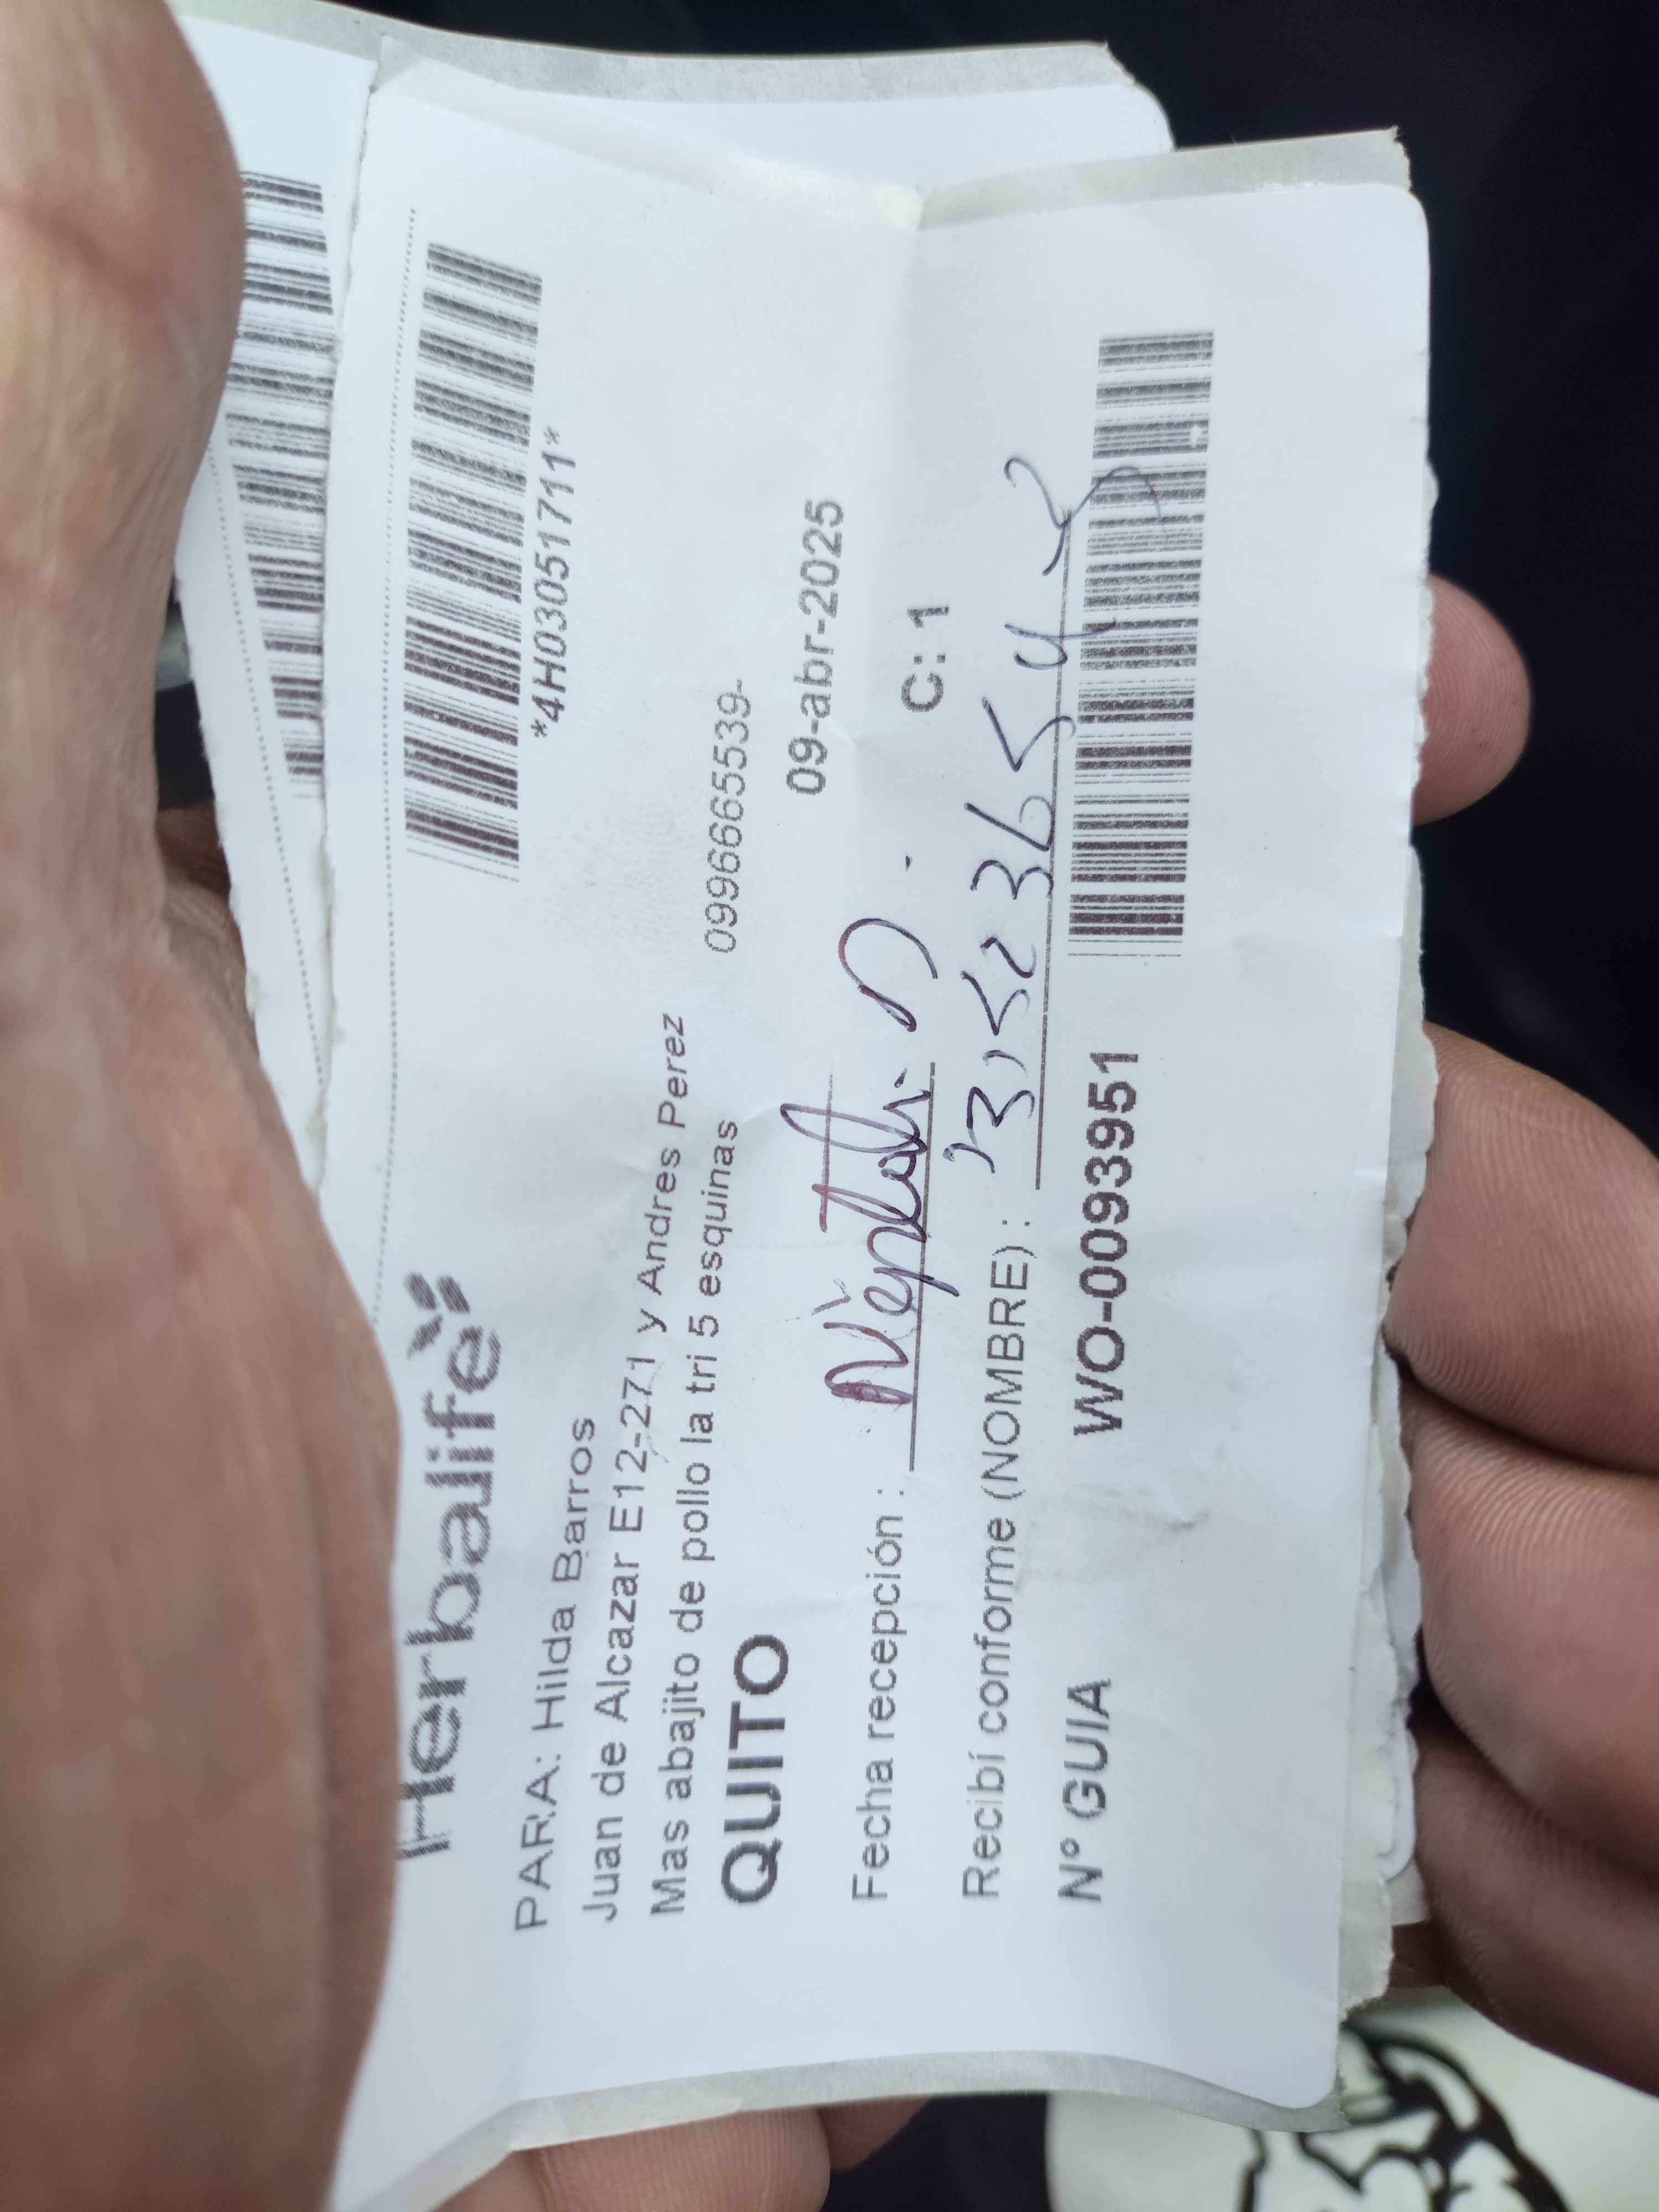 Herbalife
*4H03051711*
PARA: Hilda Barros
Juan de Alcazar E12-271 y Andres Perez
Mas abajito de pollo la tri 5 esquinas
0996665539-
QUITO
09-abr-2025
Fecha recepción :
C: 1
Recibí conforme (NOMBRE) :
N° GUIA WO-0093951